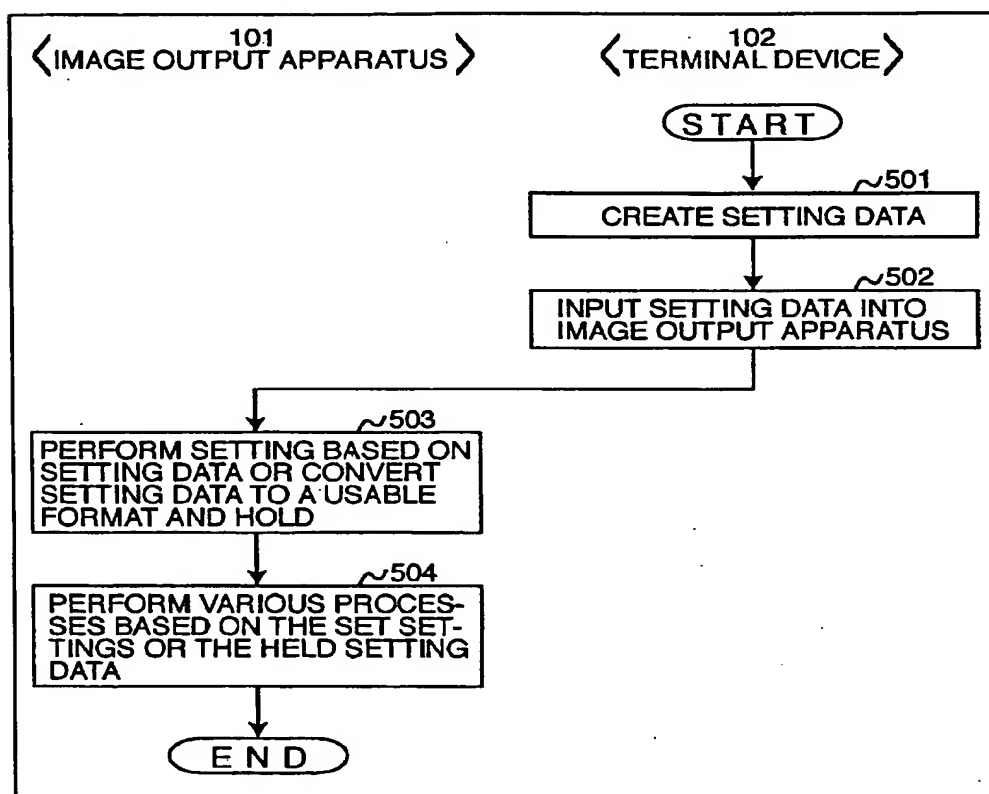 101
〈IMAGE OUTPUT APPARATUS〉
102
〈TERMINAL DEVICE〉
START
501
CREATE SETTING DATA
502
INPUT SETTING DATA INTO
IMAGE OUTPUT APPARATUS
503
PERFORM SETTING BASED ON
SETTING DATA OR CONVERT
SETTING DATA TO A USABLE
FORMAT AND HOLD
504
PERFORM VARIOUS PROCES-
SES BASED ON THE SET SET-
TINGS OR THE HELD SETTING
DATA
END